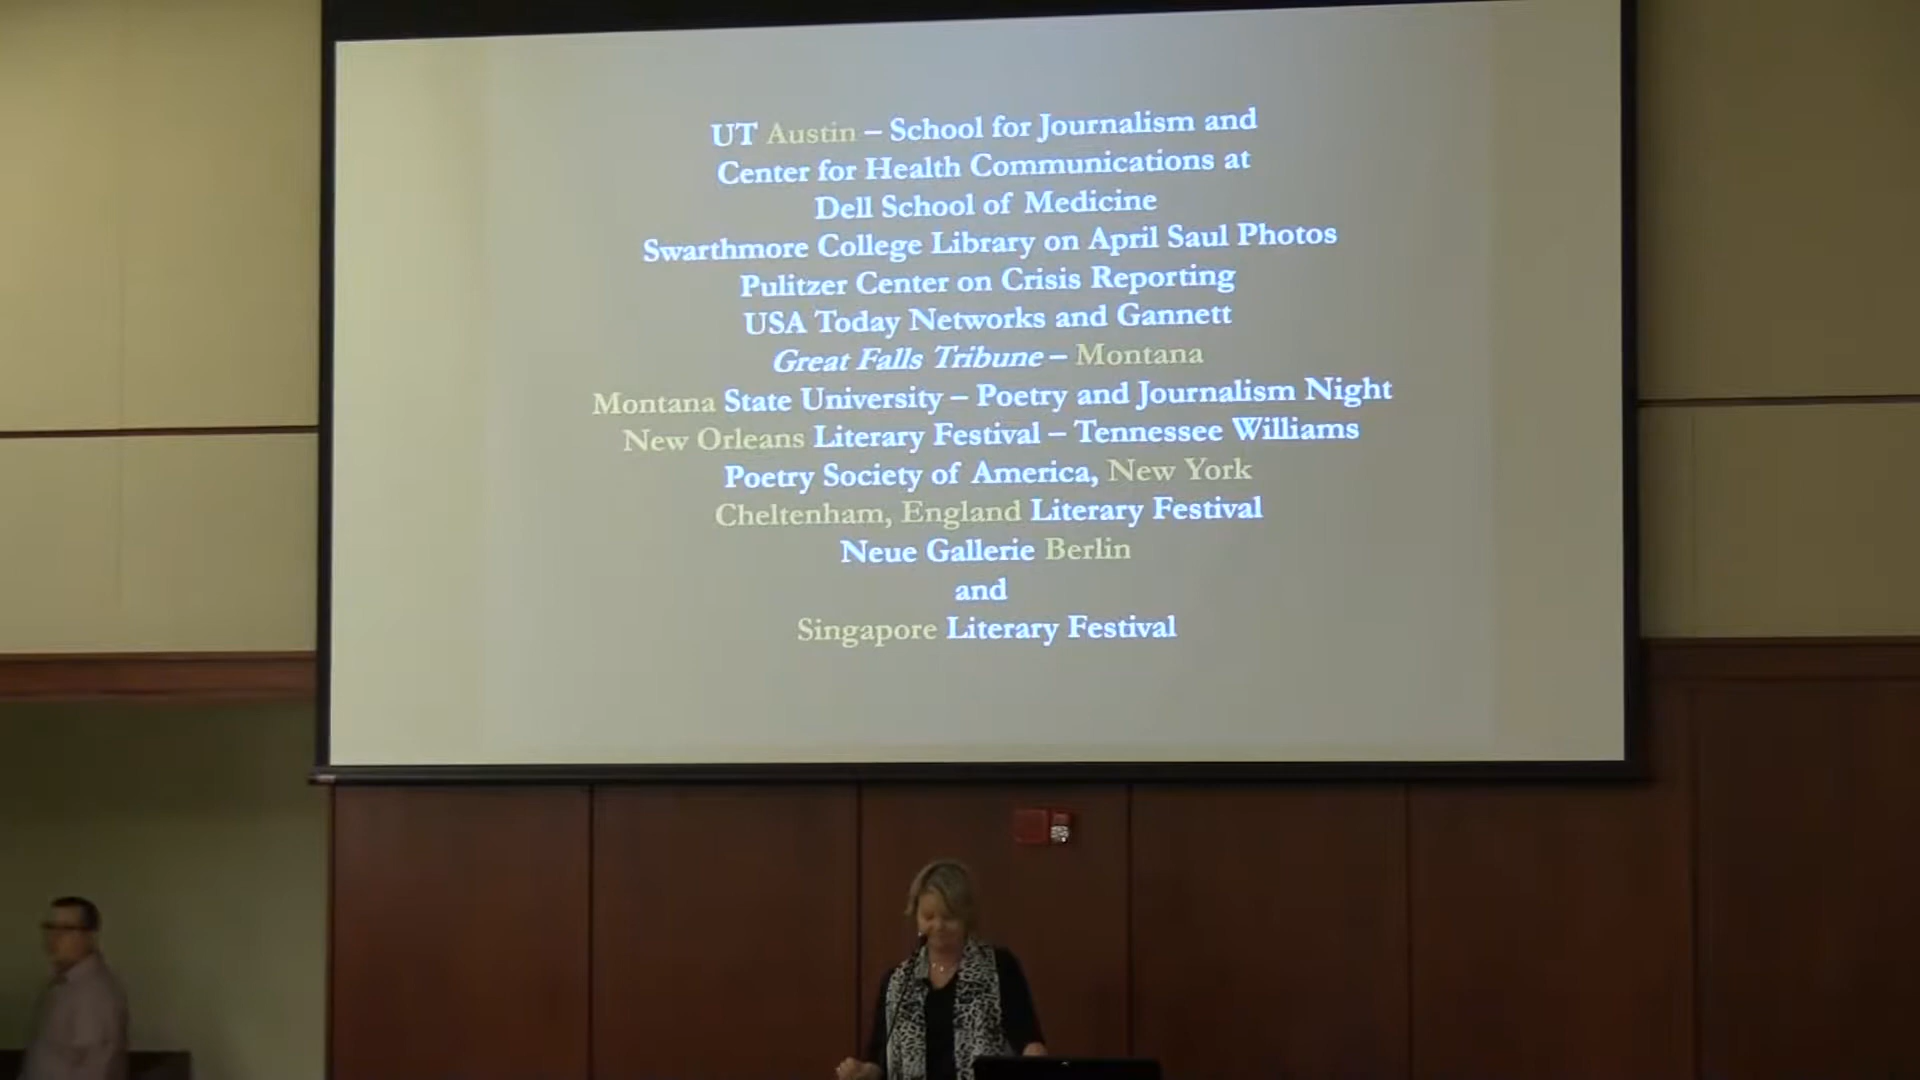 UT Austin – School for Journalism and
Center for Health Communications at
Dell School of Medicine
Swarthmore College Library on April Saul Photos
Pulitzer Center on Crisis Reporting
USA Today Networks and Gannett
Great Falls Tribune – Montana
Montana State University – Poetry and Journalism Night
New Orleans Literary Festival – Tennessee Williams
Poetry Society of America, New York
Cheltenham, England Literary Festival
Neue Gallerie Berlin
and
Singapore Literary Festival